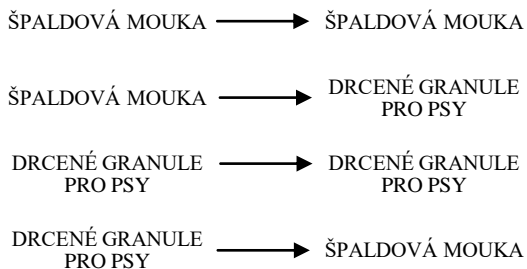 ŠPALDOVÁ MOUKA ŠPALDOVÁ MOUKA
ŠPALDOVÁ MOUKA DRCENÉ GRANULE
PRO PSY
DRCENÉ GRANULE DRCENÉ GRANULE
PRO PSY PRO PSY
DRCENÉ GRANULE
PRO PSY ŠPALDOVÁ MOUKA